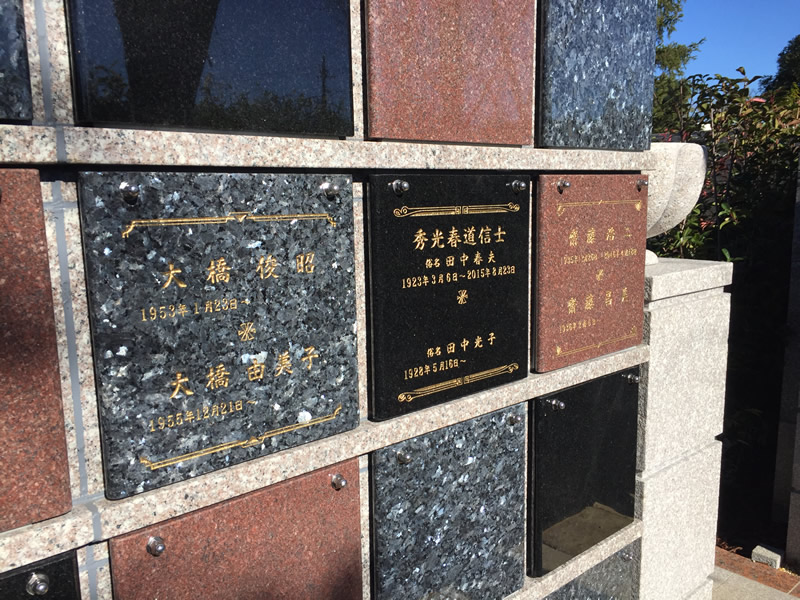 大橋俊昭
1953年1月23日〜
大橋由美子
1955年12月21日〜
秀光春道信士
俗名 田中春夫
1923年3月6日〜2015年8月23日
俗名 田中光子
1928年5月16日〜
齋藤
齋藤昌彦